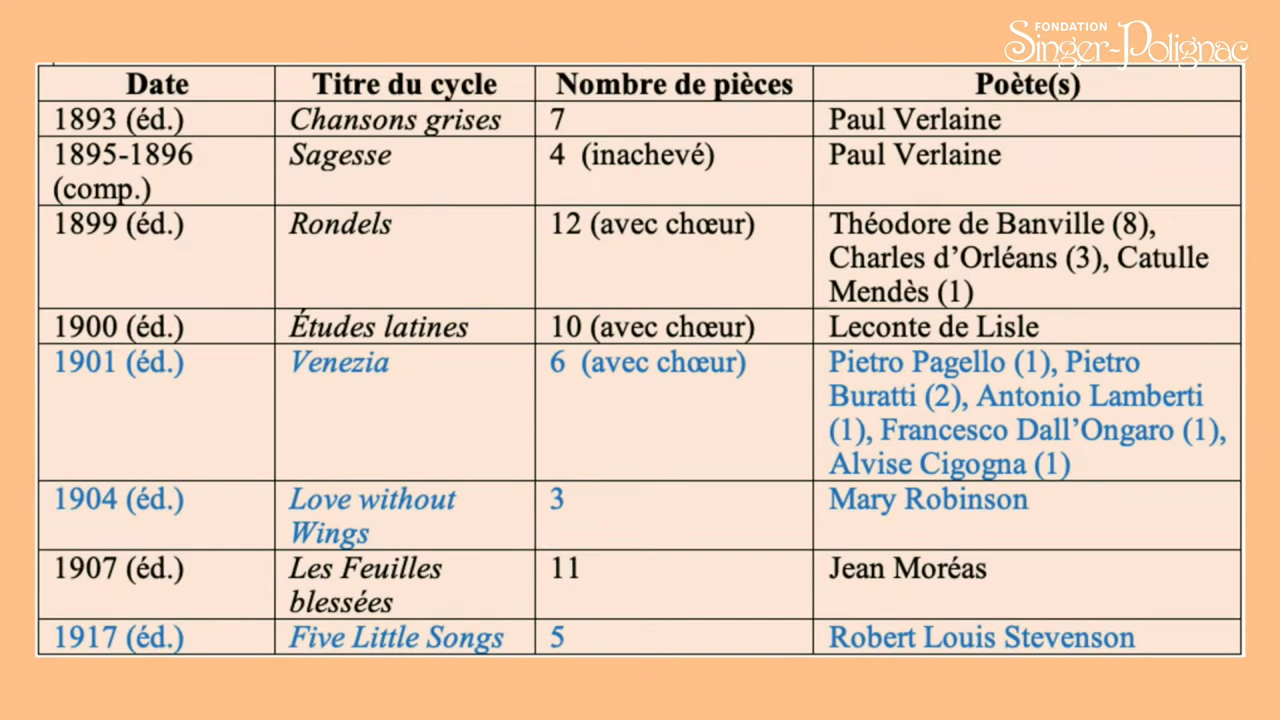 FONDATION
Singer-Polignac
Date Titre du cycle Nombre de pièces Poète(s)
1893 (éd.) Chansons grises 7 Paul Verlaine
1895-1896 Sagesse 4 (inachevé) Paul Verlaine
(comp.)
1899 (éd.) Rondels 12 (avec chœur) Théodore de Banville (8),
Charles d’Orléans (3), Catulle
Mendès (1)
1900 (éd.) Études latines 10 (avec chœur) Leconte de Lisle
1901 (éd.) Venezia 6 (avec chœur) Pietro Pagello (1), Pietro
Buratti (2), Antonio Lamberti
(1), Francesco Dall’Ongaro (1),
Alvise Cigogna (1)
1904 (éd.) Love without 3 Mary Robinson
Wings
1907 (éd.) Les Feuilles 11 Jean Moréas
blessées
1917 (éd.) Five Little Songs 5 Robert Louis Stevenson